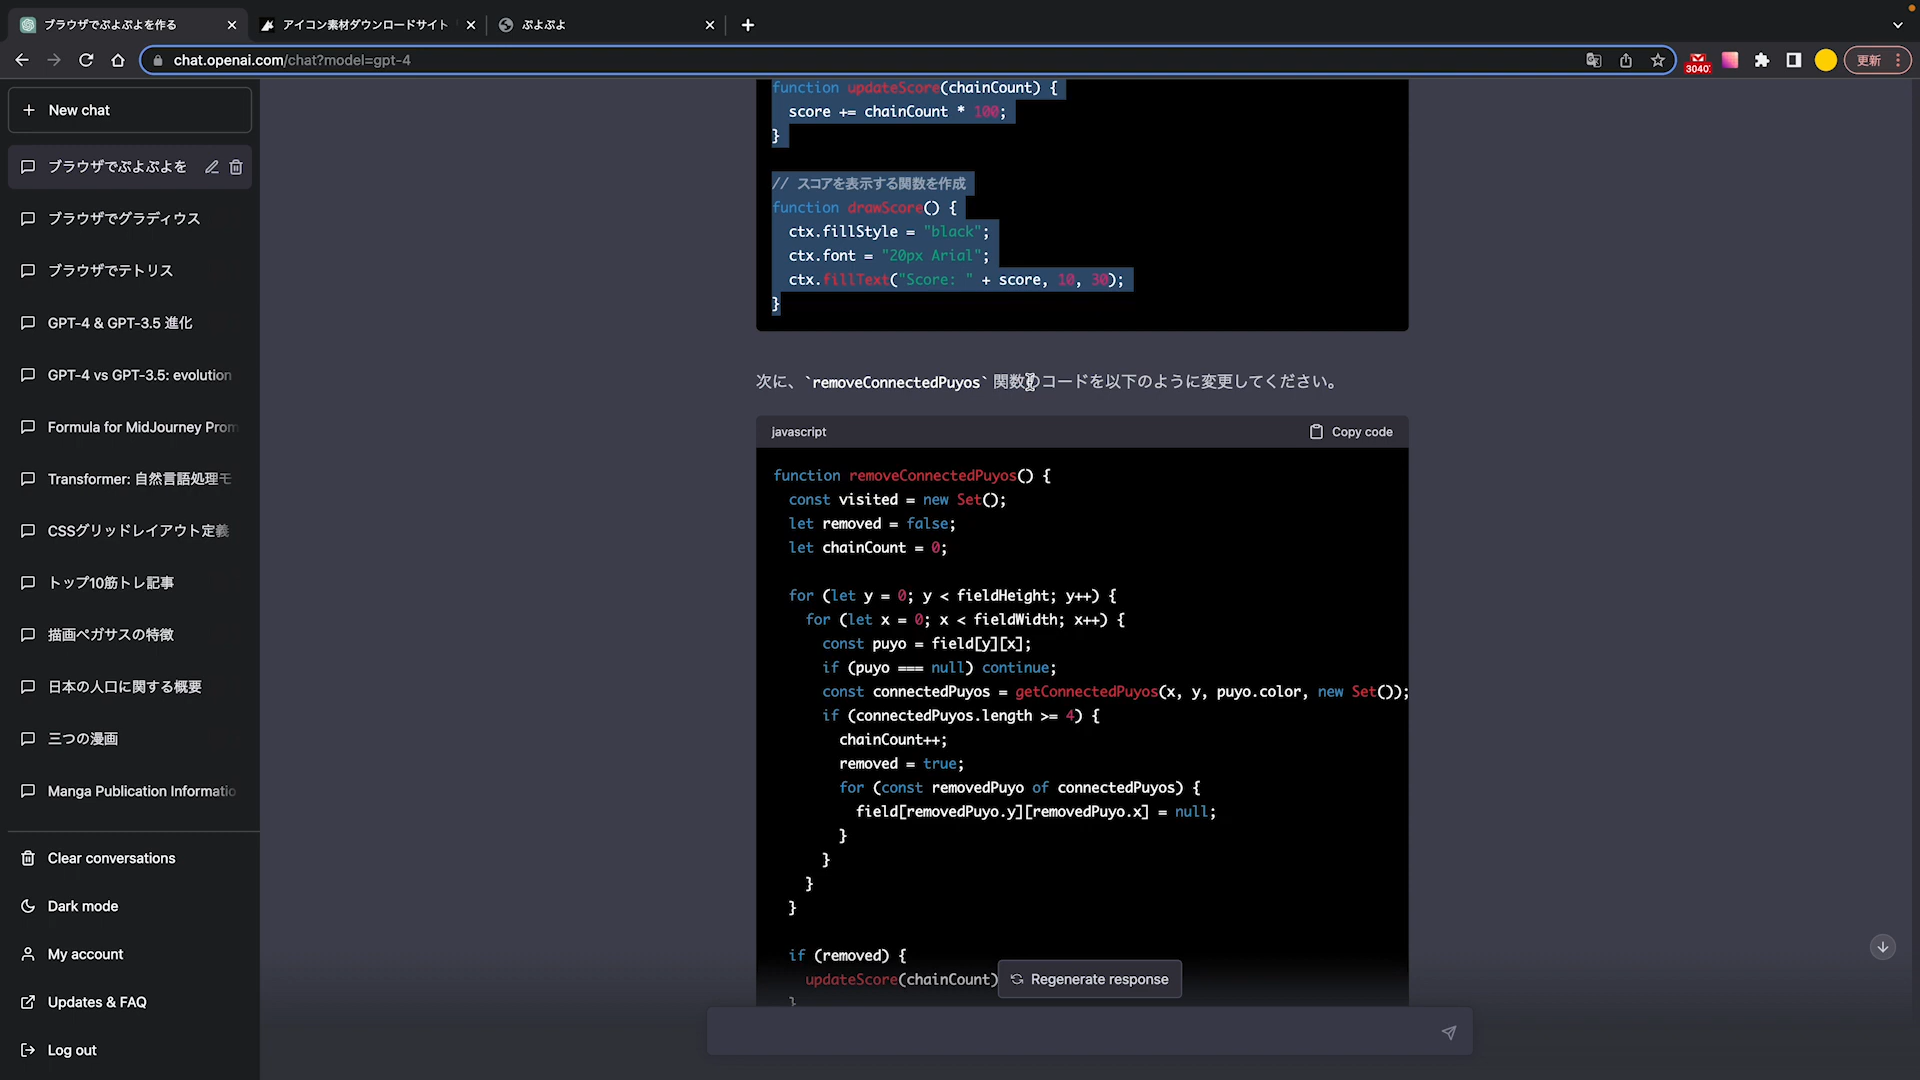 ブラウザでぷよぷよを作る
アイコン素材ダウンロードサイト
ぷよぷよ
chat.openai.com/chat?model=gpt-4
3040
更新
New chat
ブラウザでぷよぷよを
ブラウザでグラディウス
ブラウザでテトリス
GPT-4 & GPT-3.5 進化
GPT-4 vs GPT-3.5: evolution
Formula for MidJourney Prom
Transformer: 自然言語処理モ
CSSグリッドレイアウト定義
トップ10筋トレ記事
描画ペガサスの特徴
日本の人口に関する概要
三つの漫画
Manga Publication Informatio
Clear conversations
Dark mode
My account
Updates & FAQ
Log out
function updateScore(chainCount) {
score += chainCount * 100;
}
// スコアを表示する関数を作成
function drawScore() {
ctx.fillStyle = "black";
ctx.font = "20px Arial";
ctx.fillText("Score: " + score, 10, 30);
}
次に、`removeConnectedPuyos` 関数のコードを以下のように変更してください。
javascript
Copy code
function removeConnectedPuyos() {
const visited = new Set();
let removed = false;
let chainCount = 0;
for (let y = 0; y < fieldHeight; y++) {
for (let x = 0; x < fieldWidth; x++) {
const puyo = field[y][x];
if (puyo === null) continue;
const connectedPuyos = getConnectedPuyos(x, y, puyo.color, new Set());
if (connectedPuyos.length >= 4) {
chainCount++;
removed = true;
for (const removedPuyo of connectedPuyos) {
field[removedPuyo.y][removedPuyo.x] = null;
}
}
}
}
if (removed) {
updateScore(chainCount)
}
Regenerate response